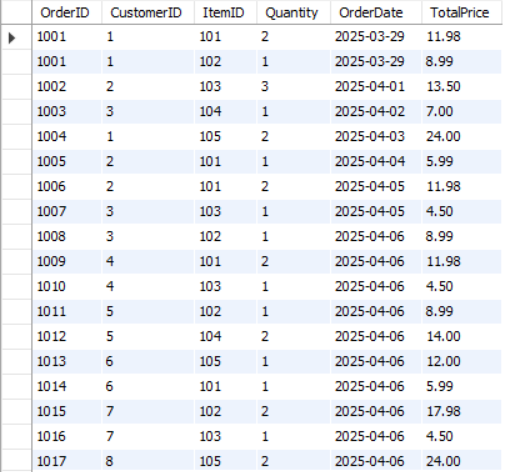 OrderID CustomerID ItemID Quantity OrderDate TotalPrice
1001 1 101 2 2025-03-29 11.98
1001 1 102 1 2025-03-29 8.99
1002 2 103 3 2025-04-01 13.50
1003 3 104 1 2025-04-02 7.00
1004 1 105 2 2025-04-03 24.00
1005 2 101 1 2025-04-04 5.99
1006 2 101 2 2025-04-05 11.98
1007 3 103 1 2025-04-05 4.50
1008 3 102 1 2025-04-06 8.99
1009 4 101 2 2025-04-06 11.98
1010 4 103 1 2025-04-06 4.50
1011 5 102 1 2025-04-06 8.99
1012 5 104 2 2025-04-06 14.00
1013 6 105 1 2025-04-06 12.00
1014 6 101 1 2025-04-06 5.99
1015 7 102 2 2025-04-06 17.98
1016 7 103 1 2025-04-06 4.50
1017 8 105 2 2025-04-06 24.00